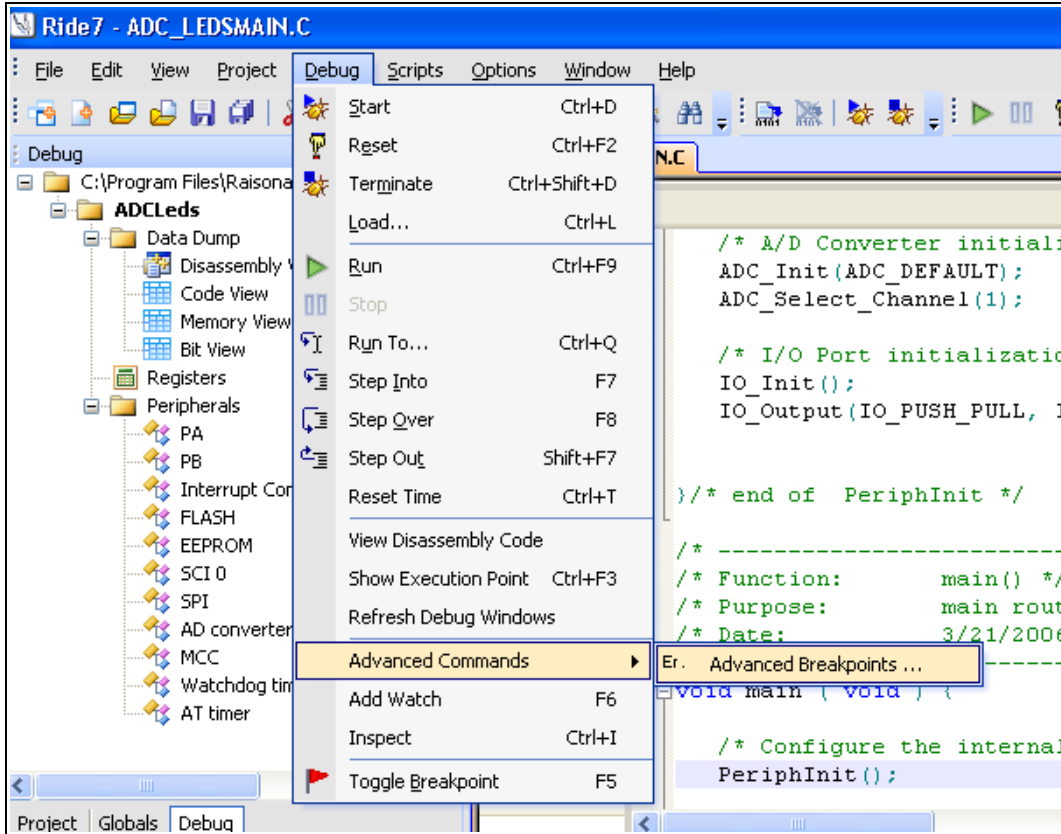 Ride7 - ADC_LEDSMAIN.C
File Edit View Project Debug Scripts Options Window Help
Debug
C:\Program Files\Raisona
ADCLeds
Data Dump
Disassembly
Code View
Memory View
Bit View
Registers
Peripherals
PA
PB
Interrupt Con
FLASH
EEPROM
SCI 0
SPI
AD converter
MCC
Watchdog tim
AT timer
Project Globals Debug
Start Ctrl+D
Reset Ctrl+F2
Terminate Ctrl+Shift+D
Load... Ctrl+L
Run Ctrl+F9
Stop
Run To... Ctrl+Q
Step Into F7
Step Over F8
Step Out Shift+F7
Reset Time Ctrl+T
View Disassembly Code
Show Execution Point Ctrl+F3
Refresh Debug Windows
Advanced Commands
Add Watch F6
Inspect Ctrl+I
Toggle Breakpoint F5
Er. Advanced Breakpoints ...
N.C
/* A/D Converter initiali
ADC_Init(ADC_DEFAULT);
ADC_Select_Channel(1);
/* I/O Port initializatio
IO_Init();
IO_Output(IO_PUSH_PULL, I
}/* end of PeriphInit */
/* -------------------------
/* Function: main() */
/* Purpose: main rout
/* Date: 3/21/2006
------
void main ( void ) {
/* Configure the internal
PeriphInit();